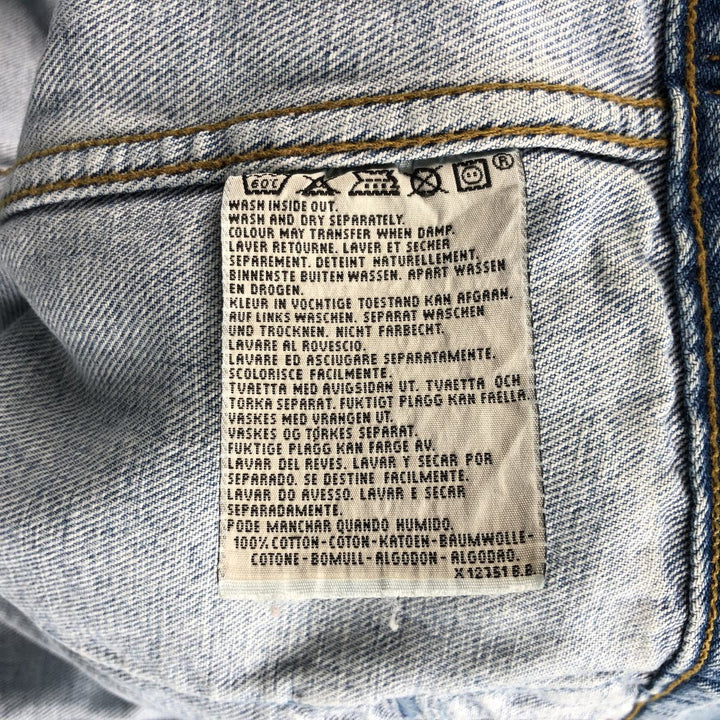 60C ®
WASH INSIDE OUT.
WASH AND DRY SEPARATELY.
COLOUR MAY TRANSFER WHEN DAMP.
LAVER RETOURNE. LAVER ET SECHER
SEPAREMENT. DETEINT NATURELLEMENT.
BINNENSTE BUITEN WASSEN. APART WASSEN
EN DROGEN.
KLEUR IN VOCHTIGE TOESTAND KAN AFGAAN.
AUF LINKS WASCHEN. SEPARAT WASCHEN
UND TROCKNEN. NICHT FARBECHT.
LAVARE AL ROVESCIO.
LAVARE ED ASCIUGARE SEPARATAMENTE.
SCOLORISCE FACILMENTE.
TVAETTA MED AVIGSIDAN UT. TVAETTA OCH
TORKA SEPARAT. FUKTIGT PLAGG KAN FAELLA.
VASKES MED VRANGEN UT.
VASKES OG TØRKES SEPARAT.
FUKTIGE PLAGG KAN FARGE AV.
LAVAR DEL REVES. LAVAR Y SECAR POR
SEPARADO. SE DESTINE FACILMENTE.
LAVAR DO AVESSO. LAVAR E SECAR
SEPARADAMENTE.
PODE MANCHAR QUANDO HUMIDO.
100% COTTON-COTON-KATOEN-BAUMWOLLE-
COTONE-BOMULL-ALGODON-ALGODRO.
X12751 B.B.